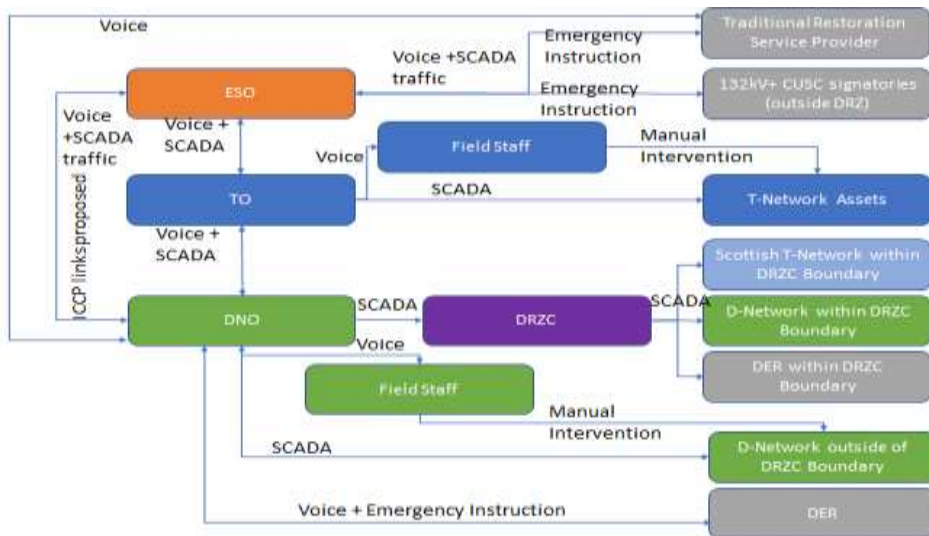 Voice
Traditional Restoration
Service Provider
Emergency
Instruction
Voice +SCADA
traffic
ESO
Emergency
Instruction
132kV+ CUSC signatories
(outside DRZ)
Voice
+SCADA
traffic
Voice +
SCADA
Field Staff
Manual
Intervention
Voice
SCADA
TO
T-Network Assets
Voice +
SCADA
ICCP linksproposed
Scottish T-Network within
DRZC Boundary
DNO
SCADA
DRZC
SCADA
D-Network within DRZC
Boundary
Voice
DER within DRZC
Boundary
Field Staff
Manual
Intervention
SCADA
D-Network outside of
DRZC Boundary
Voice + Emergency Instruction
DER